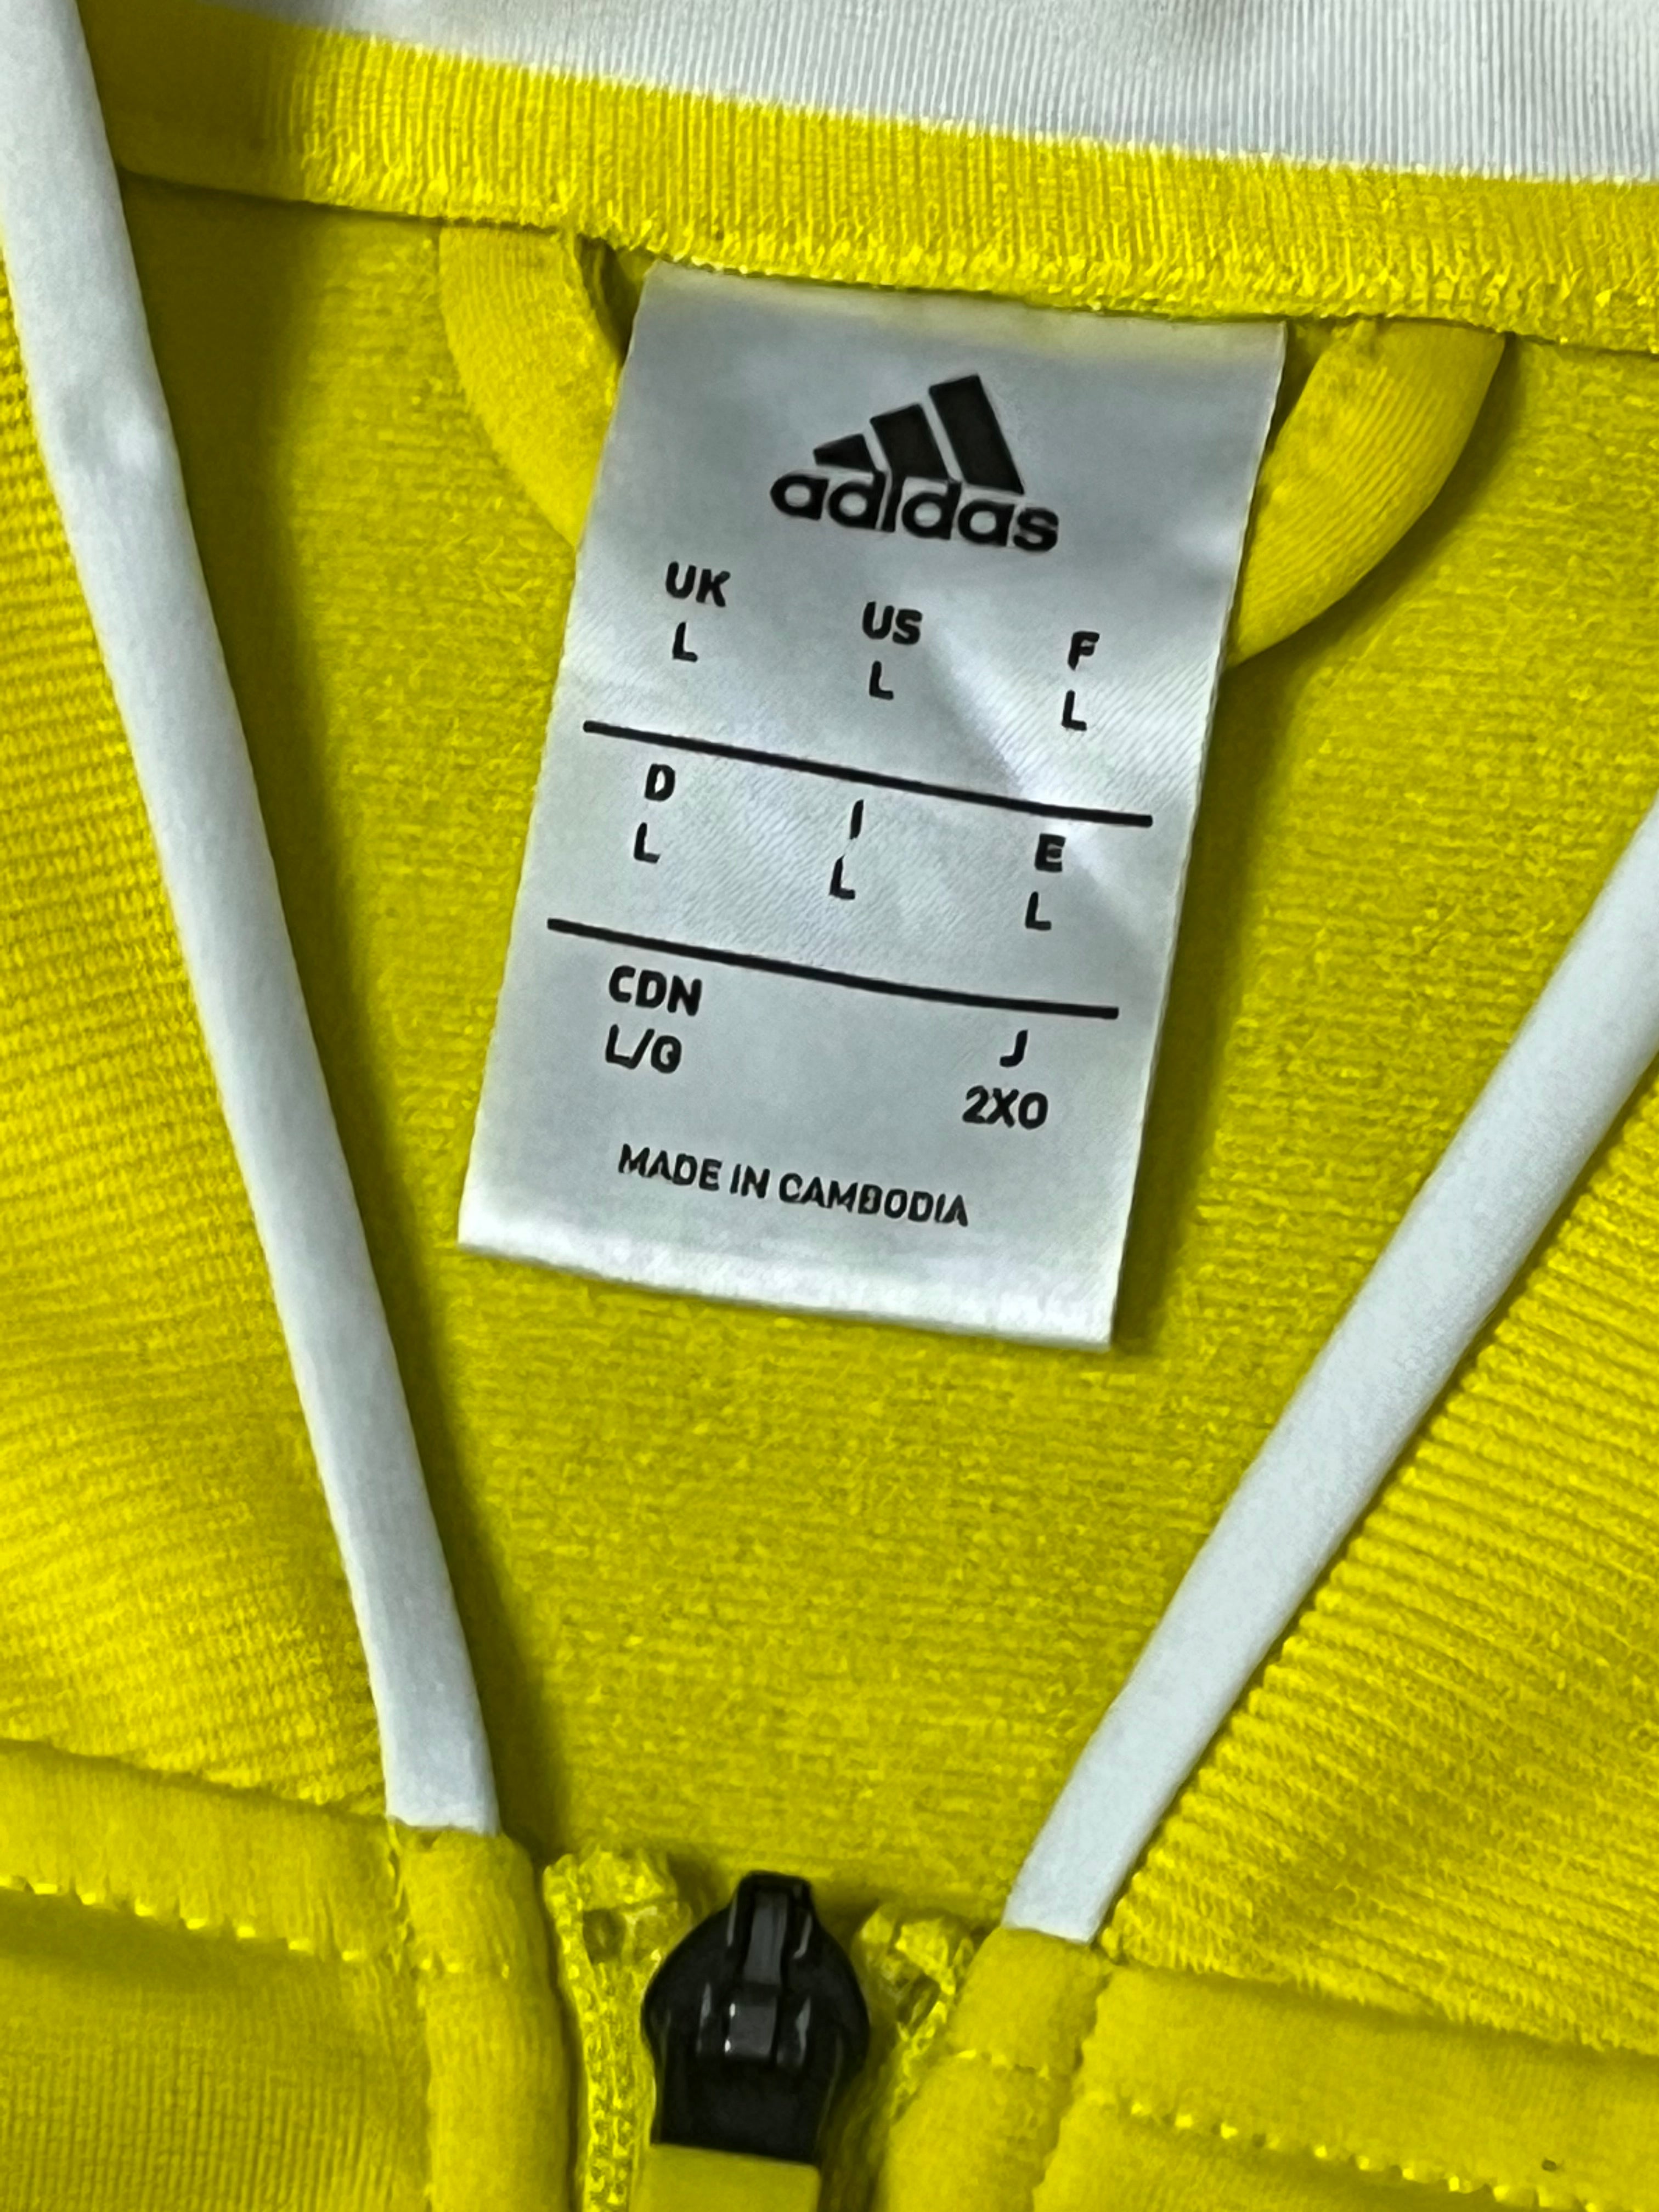 adidas
UK US F
L L L
D I E
L L L
CDN J
L/G 2XO
MADE IN CAMBODIA